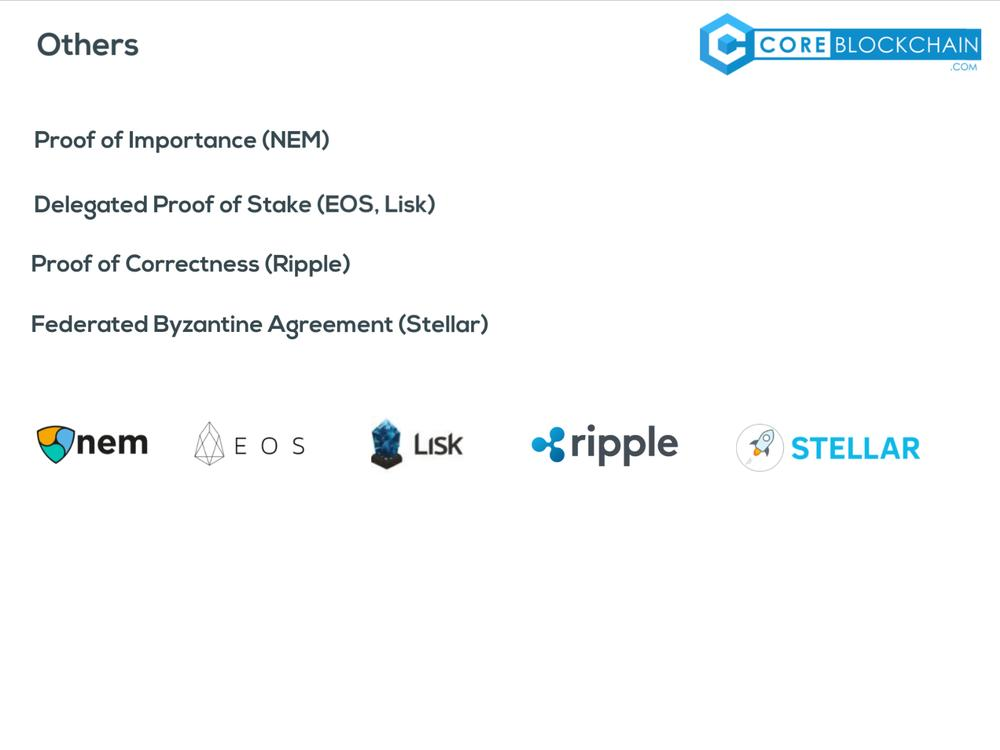 Others
CORE BLOCKCHAIN
.COM
Proof of Importance (NEM)
Delegated Proof of Stake (EOS, Lisk)
Proof of Correctness (Ripple)
Federated Byzantine Agreement (Stellar)
nem EOS LISK ripple STELLAR